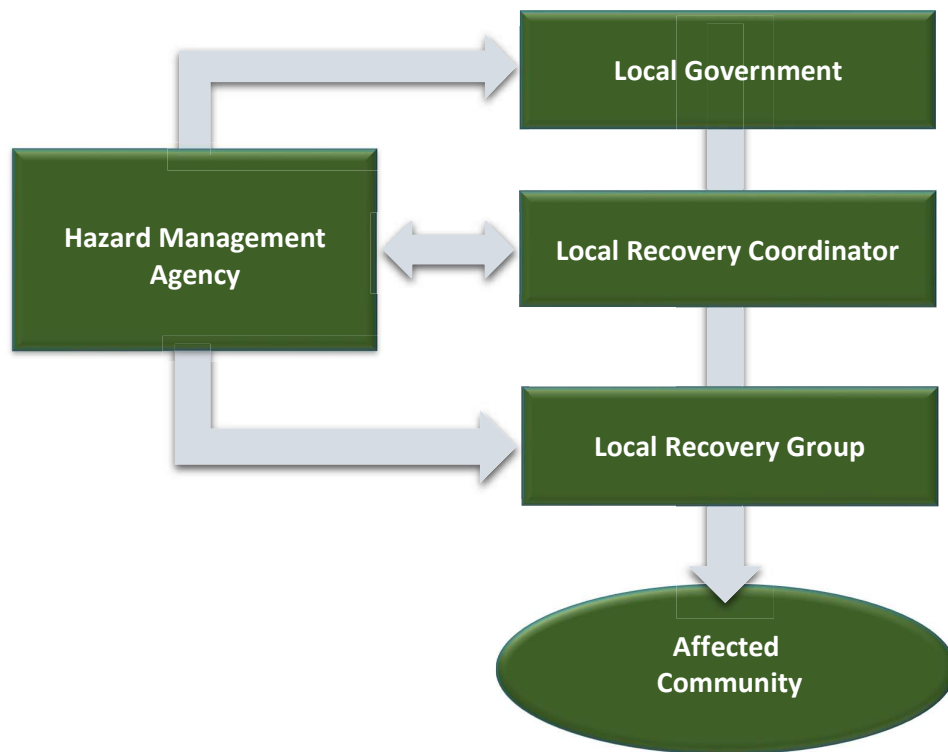 Local Government
Hazard Management
Agency
Local Recovery Coordinator
Local Recovery Group
Affected
Community